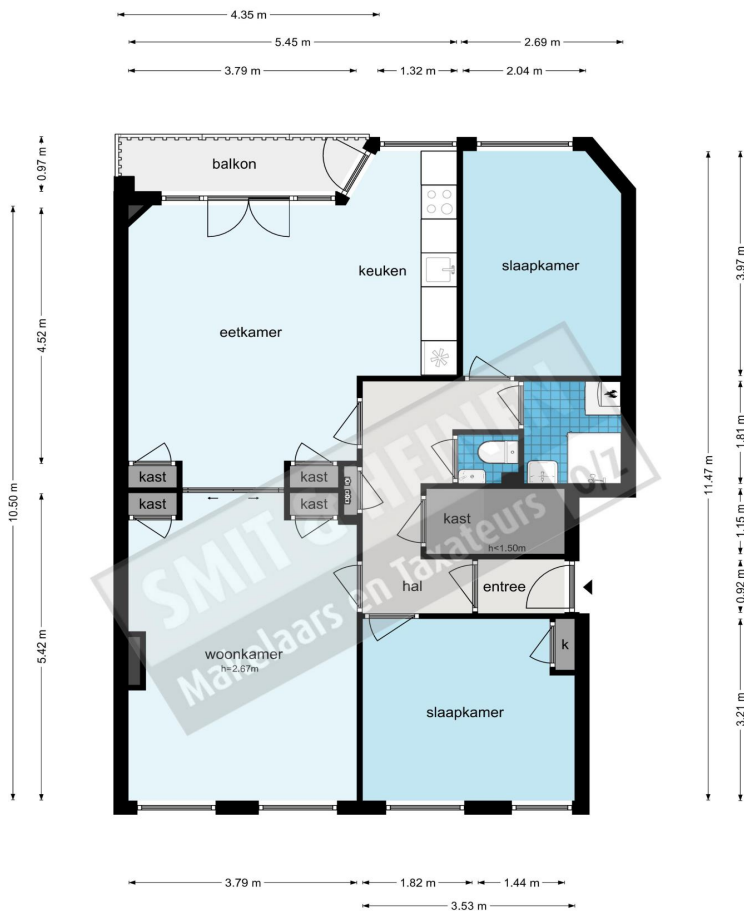 4.35 m
5.45 m
2.69 m
3.79 m
1.32 m
2.04 m
0.97 m
balkon
keuken
slaapkamer
eetkamer
4.52 m
3.97 m
10.50 m
11.47 m
1.81 m
kast
kast
kast
kast
kast
h<1.50m
1.15 m
hal
entree
0.92 m
5.42 m
woonkamer
h=2.67m
k
slaapkamer
3.21 m
SMIT & HEINEN
Makelaars en Taxateurs o/z
3.79 m
1.82 m
1.44 m
3.53 m